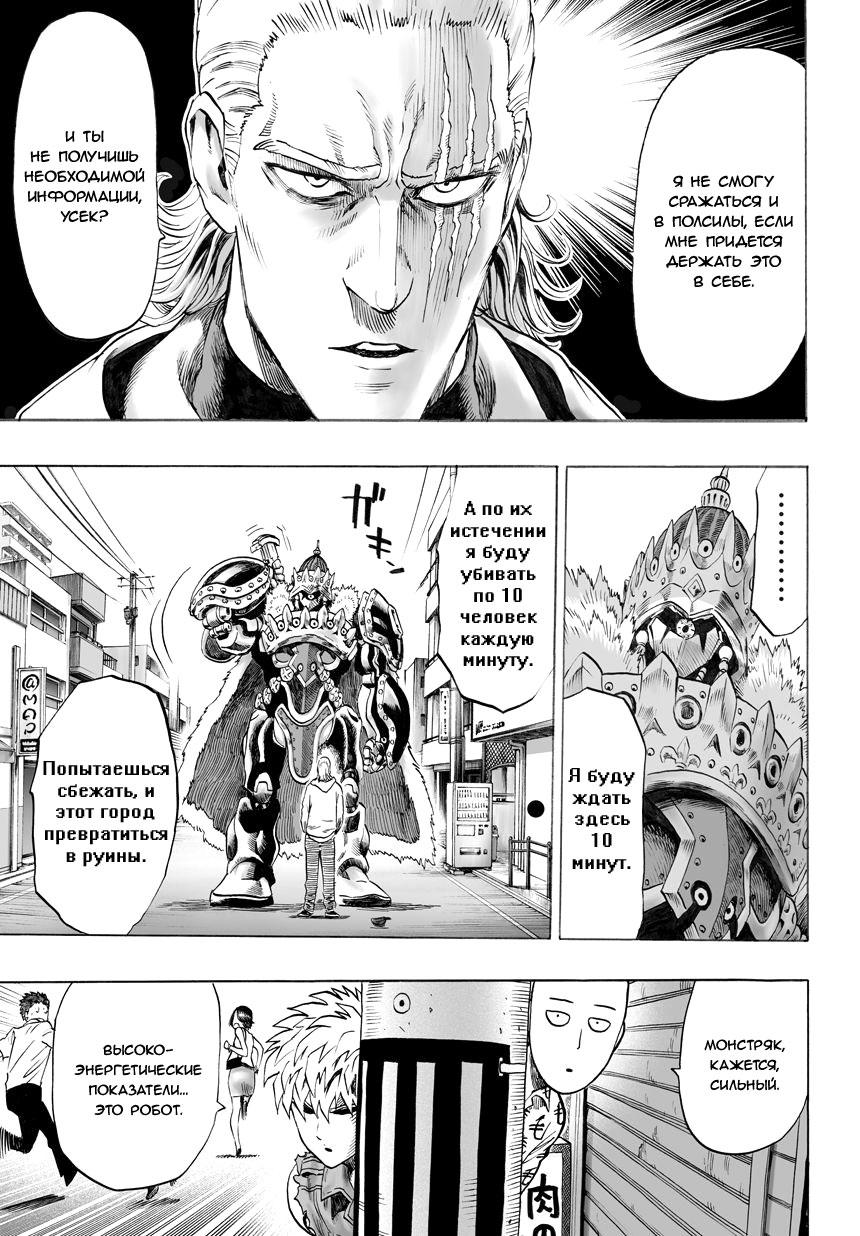 Я НЕ СМОГУ
СРАЖАТЬСЯ И
В ПОЛСИЛЫ, ЕСЛИ
МНЕ ПРИДЕТСЯ
ДЕРЖАТЬ ЭТО
В СЕБЕ.
И ТЫ
НЕ ПОЛУЧИШЬ
НЕОБХОДИМОЙ
ИНФОРМАЦИИ,
УСЕК?
..........
Я буду
ждать
здесь
10
минут.
А по их
истечении
я буду
убивать
по 10
человек
каждую
минуту.
ガキン
Попытаешься
сбежать, и
этот город
превратиться
в руины.
МОНСТРЯК,
КАЖЕТСЯ,
СИЛЬНЫЙ.
肉の
ВЫСОКО-
ЭНЕРГЕТИЧЕСКИЕ
ПОКАЗАТЕЛИ...
ЭТО РОБОТ.